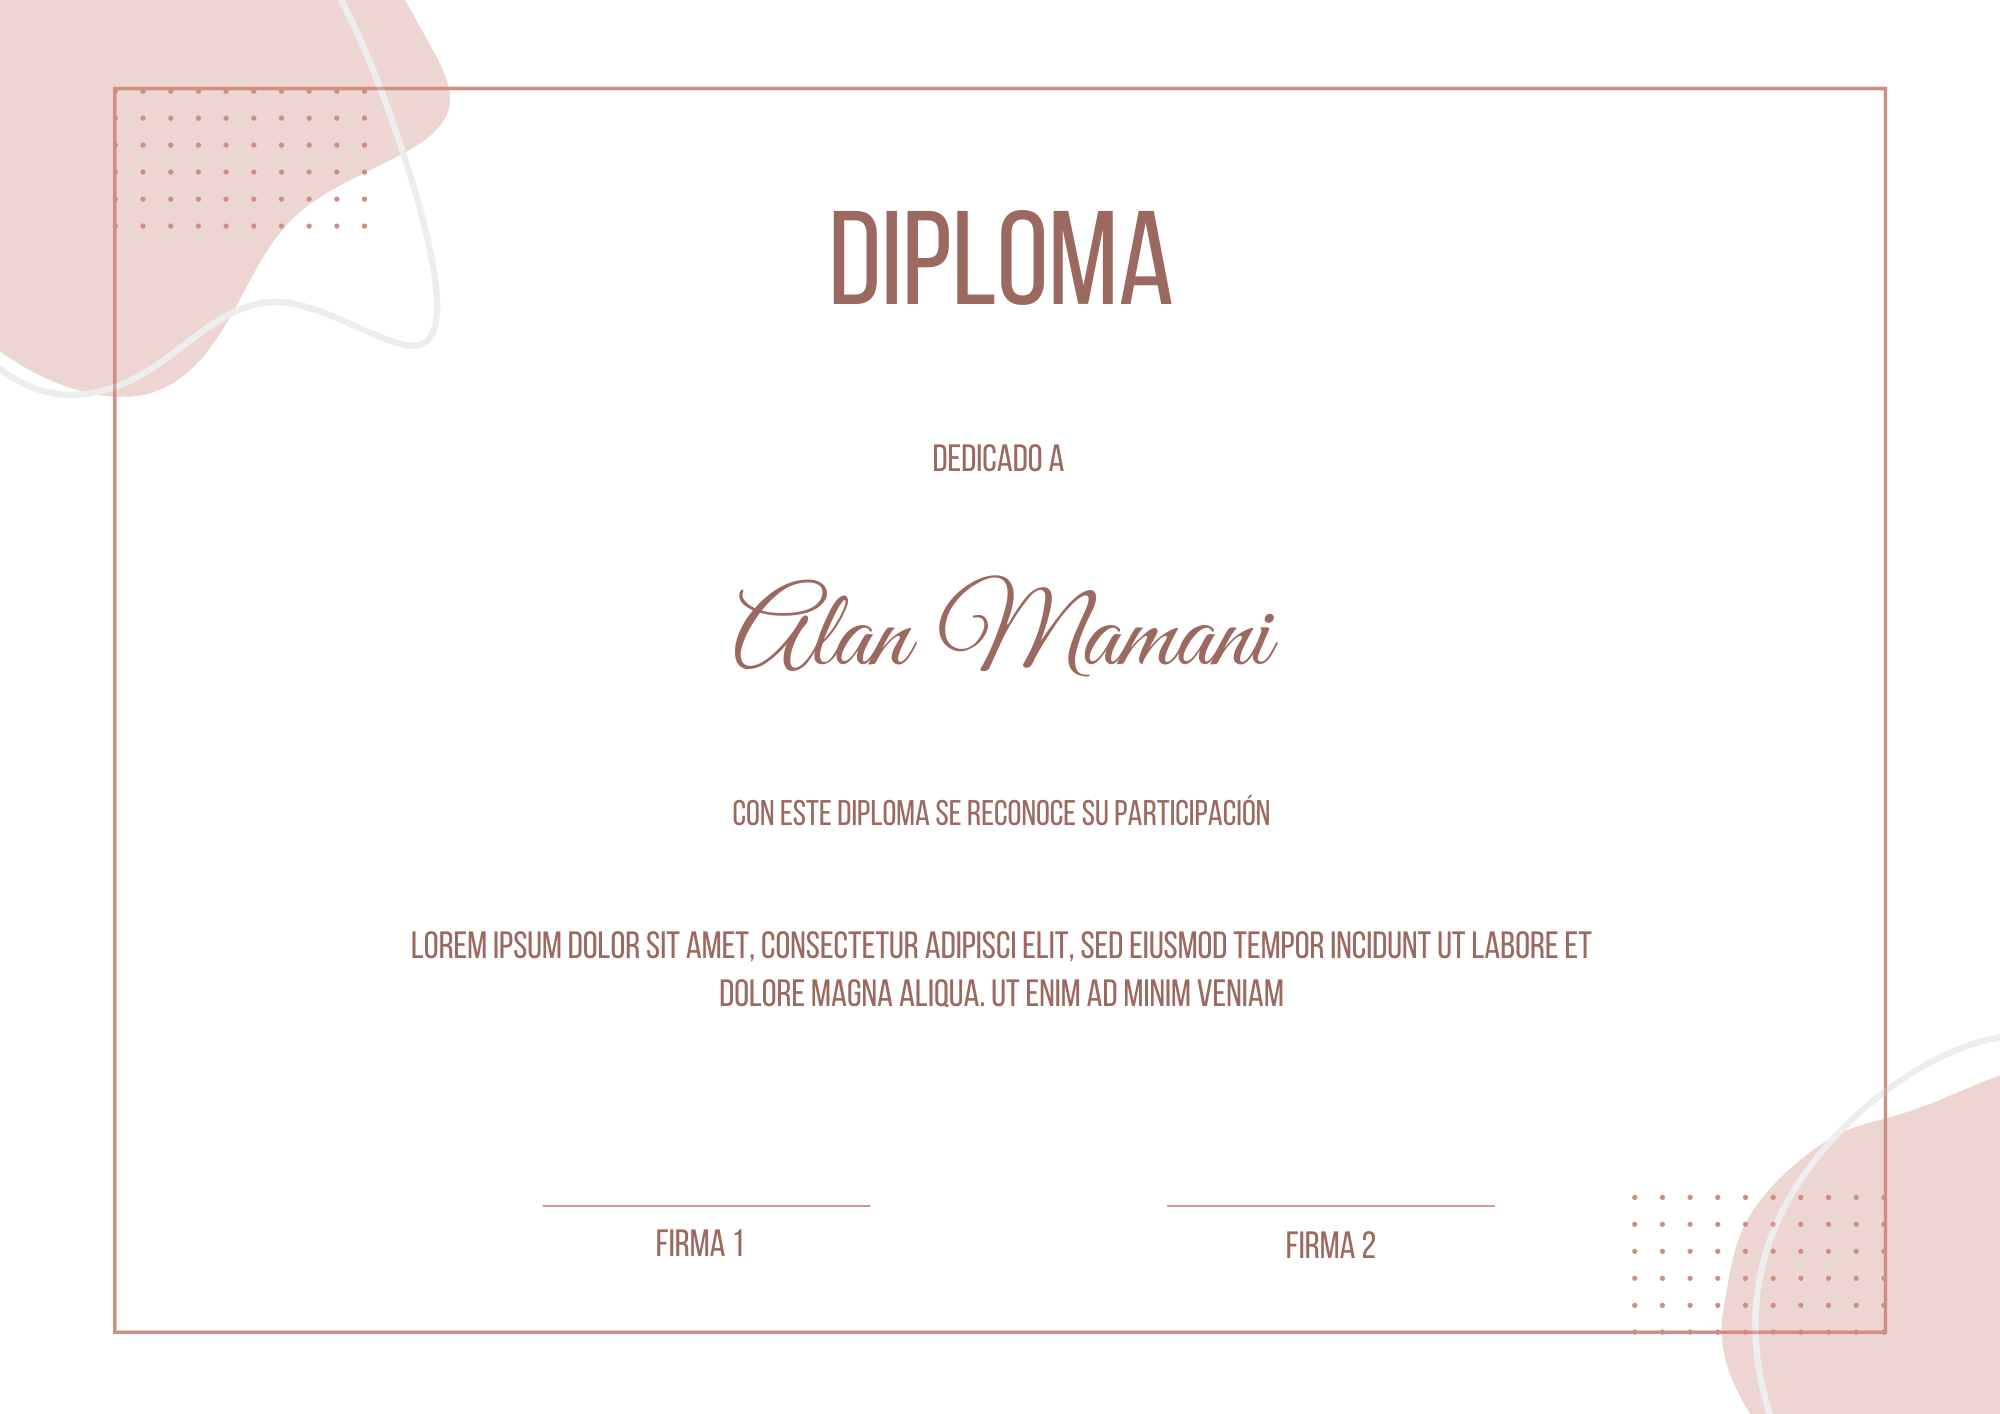 DIPLOMA
DEDICADO A
Alan Mamani
CON ESTE DIPLOMA SE RECONOCE SU PARTICIPACIÓN
LOREM IPSUM DOLOR SIT AMET, CONSECTETUR ADIPISCI ELIT, SED EIUSMOD TEMPOR INCIDUNT UT LABORE ET
DOLORE MAGNA ALIQUA. UT ENIM AD MINIM VENIAM
FIRMA 1
FIRMA 2